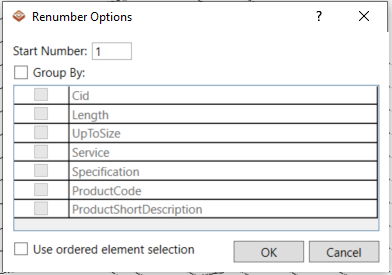 Renumber Options
?
Start Number: 1
Group By:
Cid
Length
UpToSize
Service
Specification
ProductCode
ProductShortDescription
Use ordered element selection
OK
Cancel